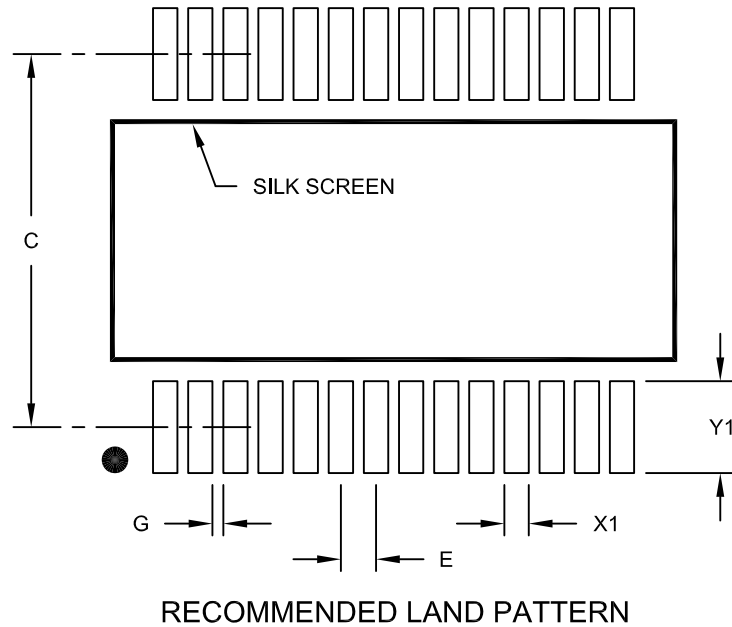 SILK SCREEN
C
Y1
G
X1
E
RECOMMENDED LAND PATTERN